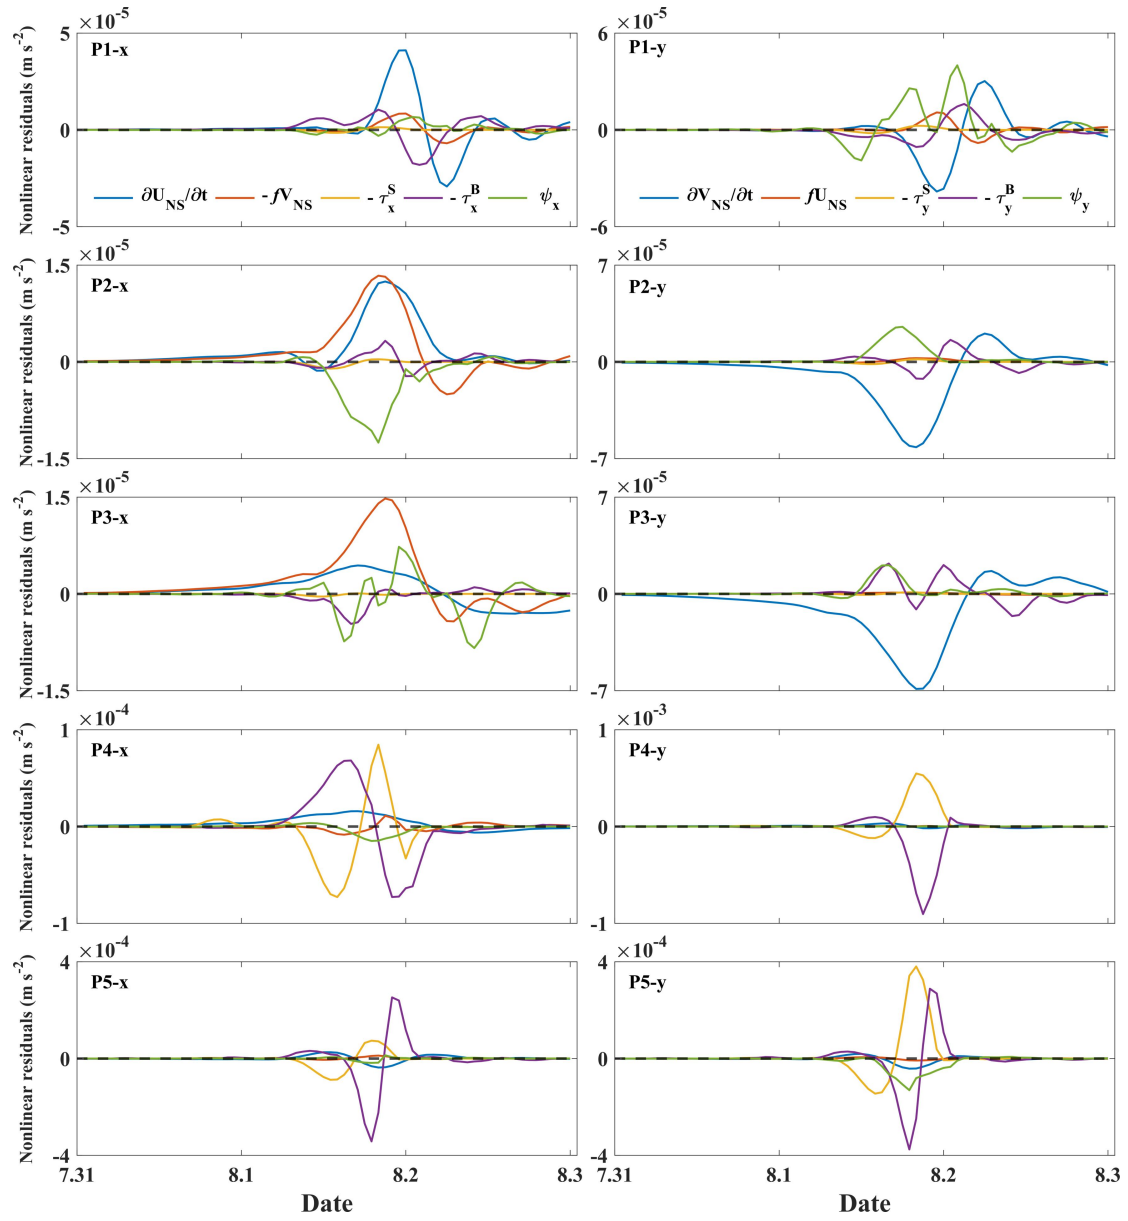 ×10⁻⁵
×10⁻⁵
Nonlinear residuals (m s⁻²)
5
P1-x
0
∂U_NS/∂t -fV_NS -τ_x^S -τ_x^B ψ_x
-5
6
P1-y
0
∂V_NS/∂t fU_NS -τ_y^S -τ_y^B ψ_y
-6
×10⁻⁵
×10⁻⁵
Nonlinear residuals (m s⁻²)
1.5
P2-x
0
-1.5
7
P2-y
0
-7
×10⁻⁵
×10⁻⁵
Nonlinear residuals (m s⁻²)
1.5
P3-x
0
-1.5
7
P3-y
0
-7
×10⁻⁴
×10⁻³
Nonlinear residuals (m s⁻²)
1
P4-x
0
-1
1
P4-y
0
-1
×10⁻⁴
×10⁻⁴
Nonlinear residuals (m s⁻²)
4
P5-x
0
-4
4
P5-y
0
-4
7.31 8.1 8.2 8.3
7.31 8.1 8.2 8.3
Date
Date